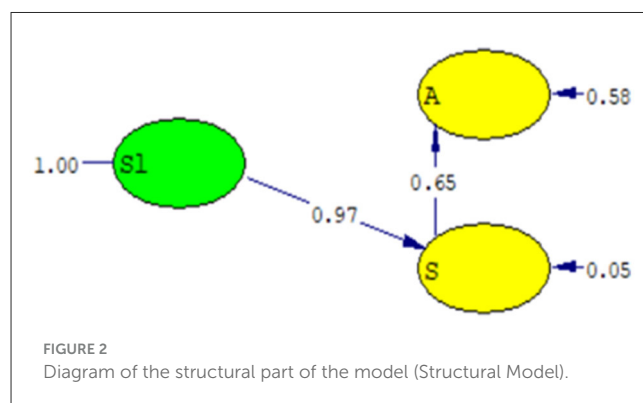 A
0.58
1.00
Sl
0.65
0.97
S
0.05
FIGURE 2
Diagram of the structural part of the model (Structural Model).